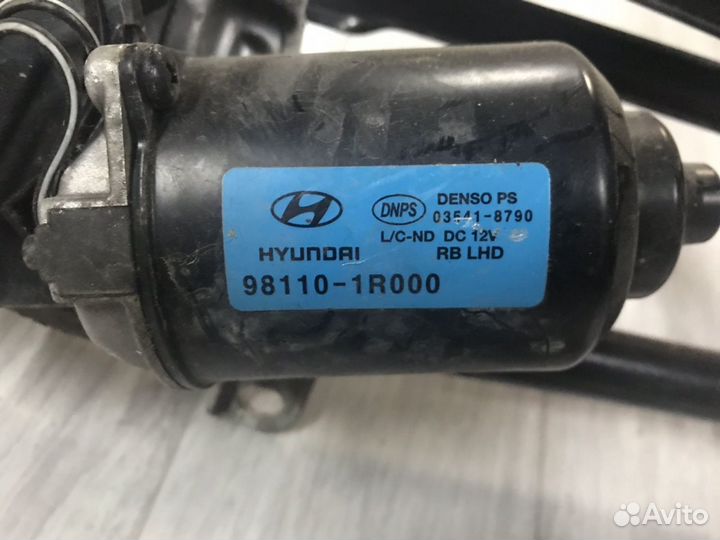 DNPS
DENSO PS
03541-8790
L/C-ND DC 12V
HYUNDAI
RB LHD
98110-1R000
Avito